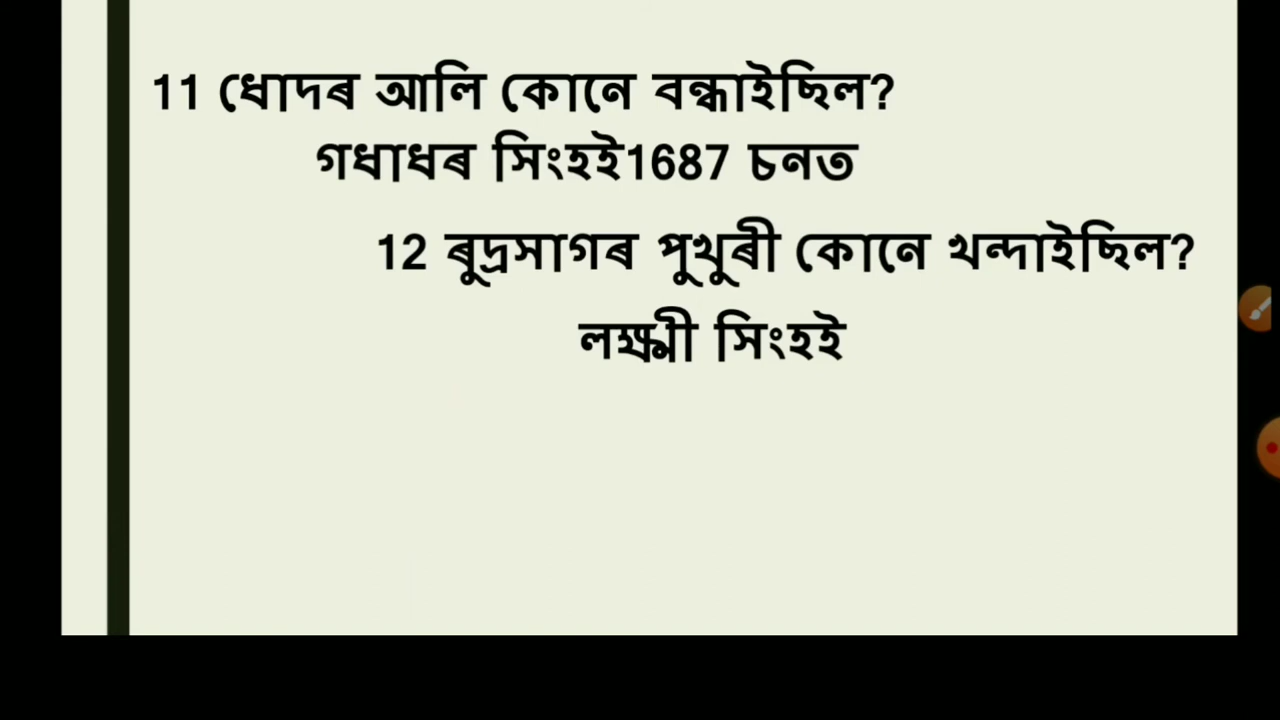 11 ধোদৰ আলি কোনে বন্ধাইছিল?
গধাধৰ সিংহই1687 চনত
12 ৰুদ্ৰসাগৰ পুখুৰী কোনে খন্দাইছিল?
লক্ষ্মী সিংহই